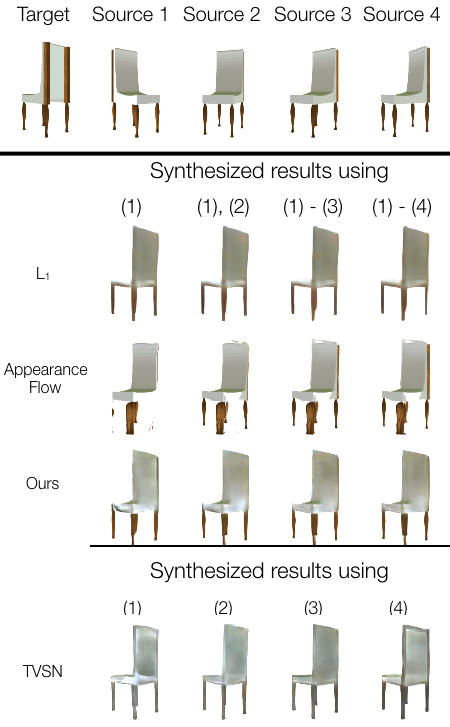 Target Source 1 Source 2 Source 3 Source 4
Synthesized results using
(1) (1), (2) (1) - (3) (1) - (4)
L₁
Appearance
Flow
Ours
Synthesized results using
(1) (2) (3) (4)
TVSN